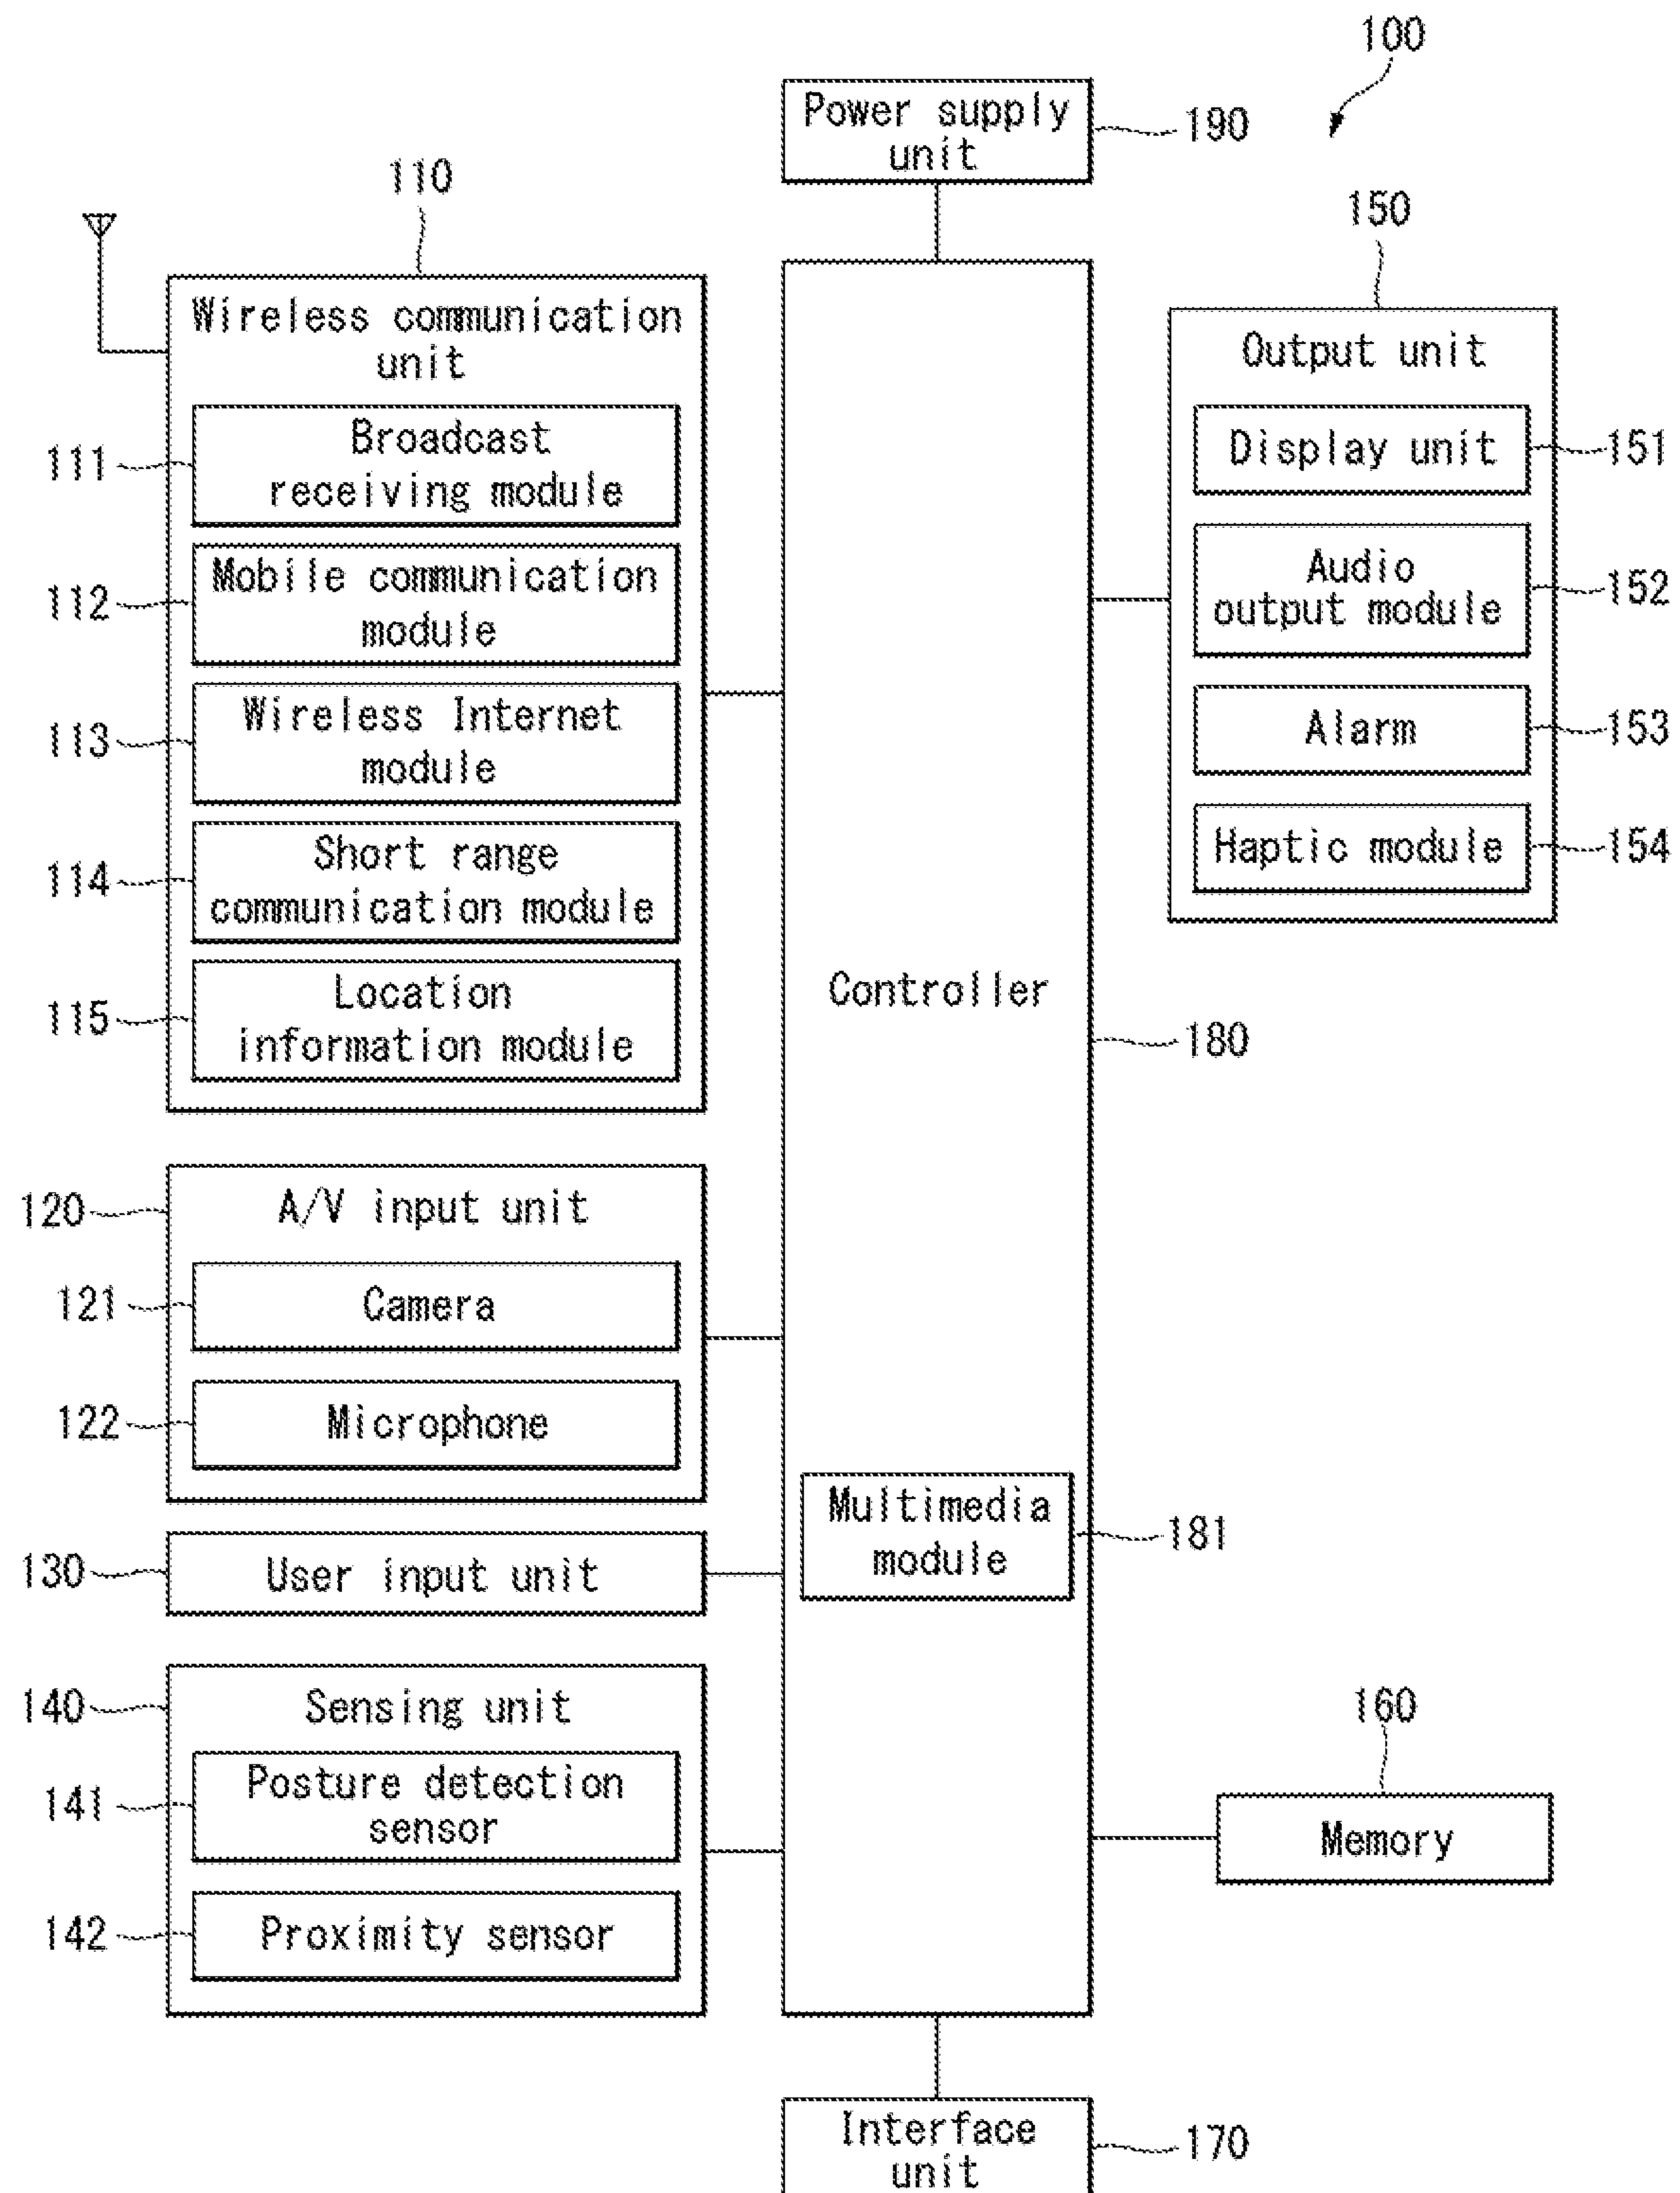 100
Power supply
unit
190
110
150
Wireless communication
unit
Output unit
111
Broadcast
receiving module
Display unit
151
112
Mobile communication
module
Audio
output module
152
113
Wireless Internet
module
Alarm
153
114
Short range
communication module
Haptic module
154
115
Location
information module
Controller
180
120
A/V input unit
121
Camera
122
Microphone
Multimedia
module
181
130
User input unit
140
Sensing unit
160
141
Posture detection
sensor
Memory
142
Proximity sensor
Interface
unit
170